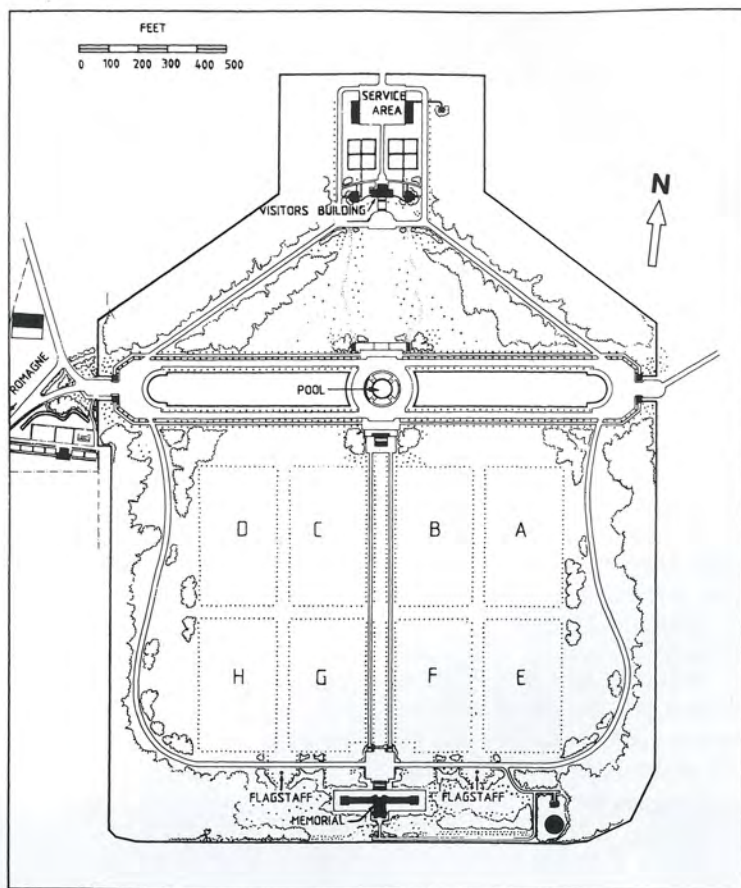 FEET
0 100 200 300 400 500
SERVICE
AREA
N
VISITORS BUILDING
ROMAGNE
POOL
D C B A
H G F E
FLAGSTAFF FLAGSTAFF
MEMORIAL